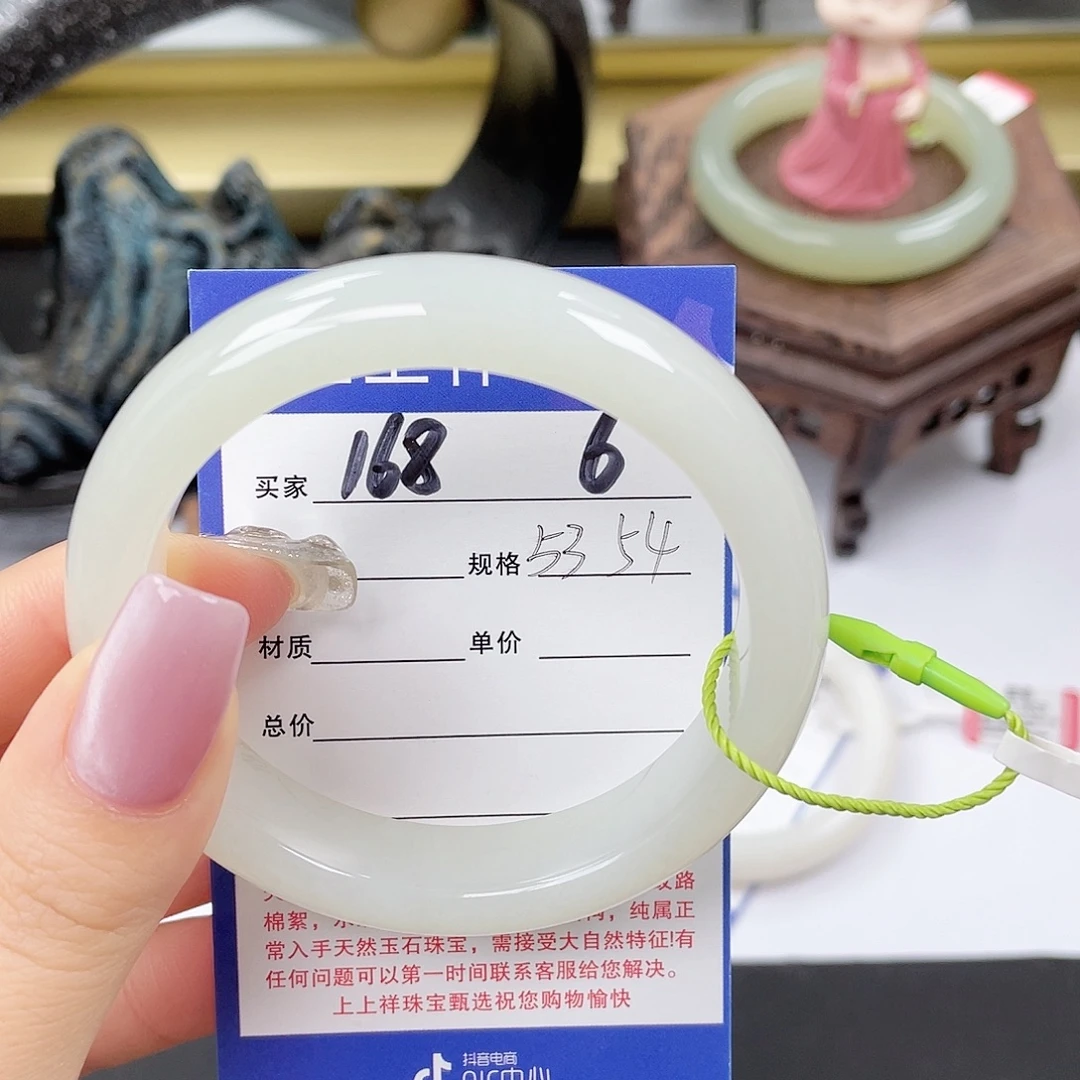 买家 168 6
规格 53 54
材质 单价
总价
棉絮， 纯属正
常入手天然玉石珠宝，需接受大自然特征!有
任何问题可以第一时间联系客服给您解决。
上上祥珠宝甄选祝您购物愉快
抖音电商